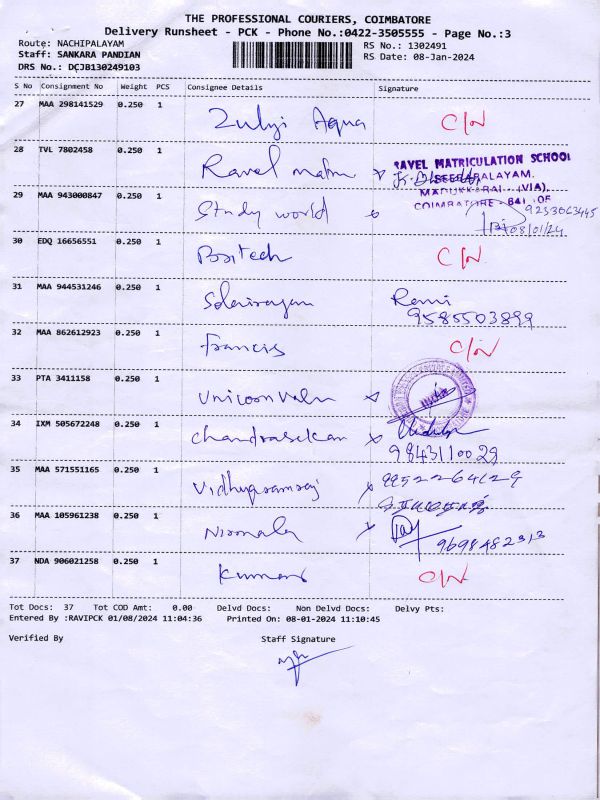 THE PROFESSIONAL COURIERS, COIMBATORE
Delivery Runsheet - PCK - Phone No.:0422-3505555 - Page No.:3
Route: NACHIPALAYAM RS No.: 1302491
Staff: SANKARA PANDIAN RS Date: 08-Jan-2024
DRS No.: DCJB130249103
S No Consignment No Weight PCS Consignee Details Signature
27 MAA 298141529 0.250 1 Zulyi Aqua C/N
28 TVL 7802458 0.250 1 Ravel matri RAVEL MATRICULATION SCHOOL
SEERAPALAYAM,
29 MAA 943000847 0.250 1 Study world MADUKKARAI - (VIA),
COIMBATORE - 641 105
9233063445
08/01/24
30 EDQ 16656551 0.250 1 Bsitech C/N
31 MAA 944531246 0.250 1 Rami
9585503899
32 MAA 862612923 0.250 1 francis C/N
33 PTA 3411158 0.250 1
34 IXM 505672248 0.250 1 Chandrasekan
9843110029
35 MAA 571551165 0.250 1 9952264129
36 MAA 105961238 0.250 1 Nirmala
9698482313
37 NDA 906021258 0.250 1 Kumar C/N
Tot Docs: 37 Tot COD Amt: 0.00 Delvd Docs: Non Delvd Docs: Delvy Pts:
Entered By :RAVIPCK 01/08/2024 11:04:36 Printed On: 08-01-2024 11:10:45
Verified By Staff Signature